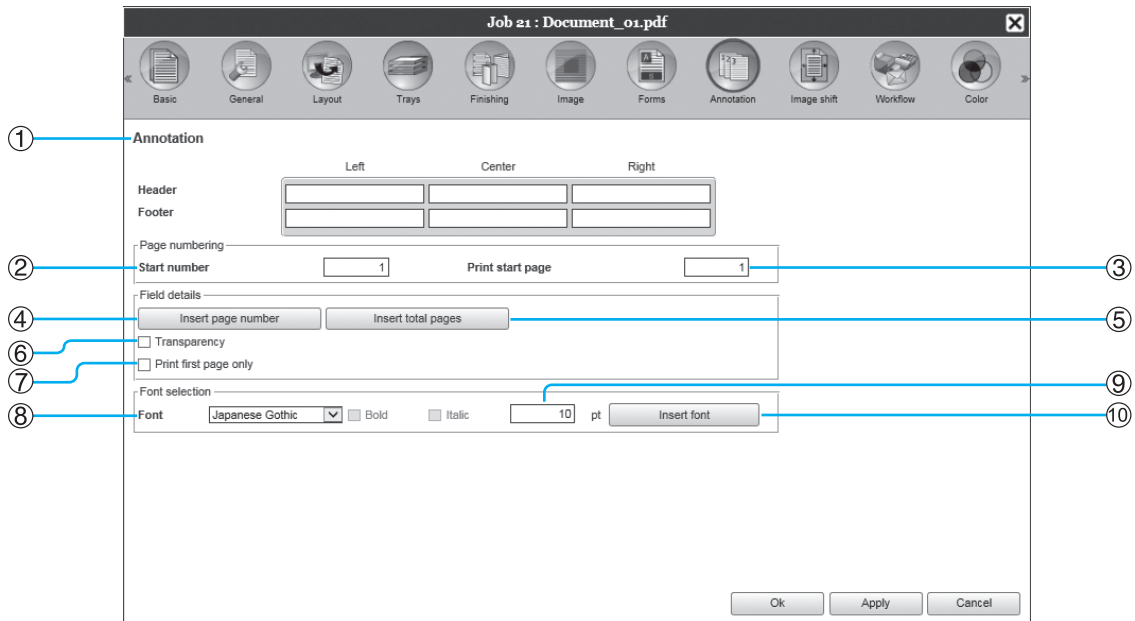 Job 21 : Document_01.pdf
« Basic General Layout Trays Finishing Image Forms Annotation Image shift Workflow Color »
① Annotation
Left Center Right
Header
Footer
Page numbering
② Start number 1 Print start page 1 ③
Field details
④ Insert page number Insert total pages ⑤
⑥ Transparency
⑦ Print first page only
Font selection ⑨
⑧ Font Japanese Gothic Bold Italic 10 pt Insert font ⑩
Ok Apply Cancel